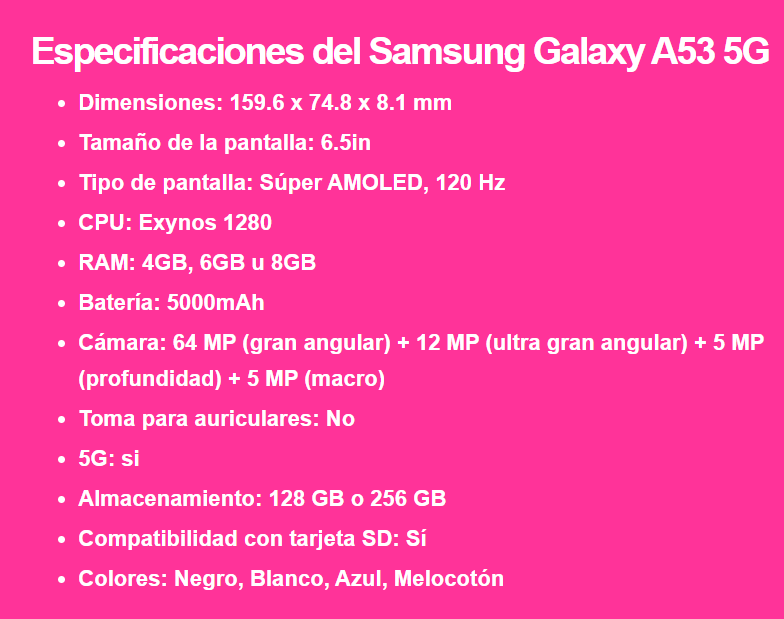 Especificaciones del Samsung Galaxy A53 5G
• Dimensiones: 159.6 x 74.8 x 8.1 mm
• Tamaño de la pantalla: 6.5in
• Tipo de pantalla: Súper AMOLED, 120 Hz
• CPU: Exynos 1280
• RAM: 4GB, 6GB u 8GB
• Batería: 5000mAh
• Cámara: 64 MP (gran angular) + 12 MP (ultra gran angular) + 5 MP
(profundidad) + 5 MP (macro)
• Toma para auriculares: No
• 5G: si
• Almacenamiento: 128 GB o 256 GB
• Compatibilidad con tarjeta SD: Sí
• Colores: Negro, Blanco, Azul, Melocotón